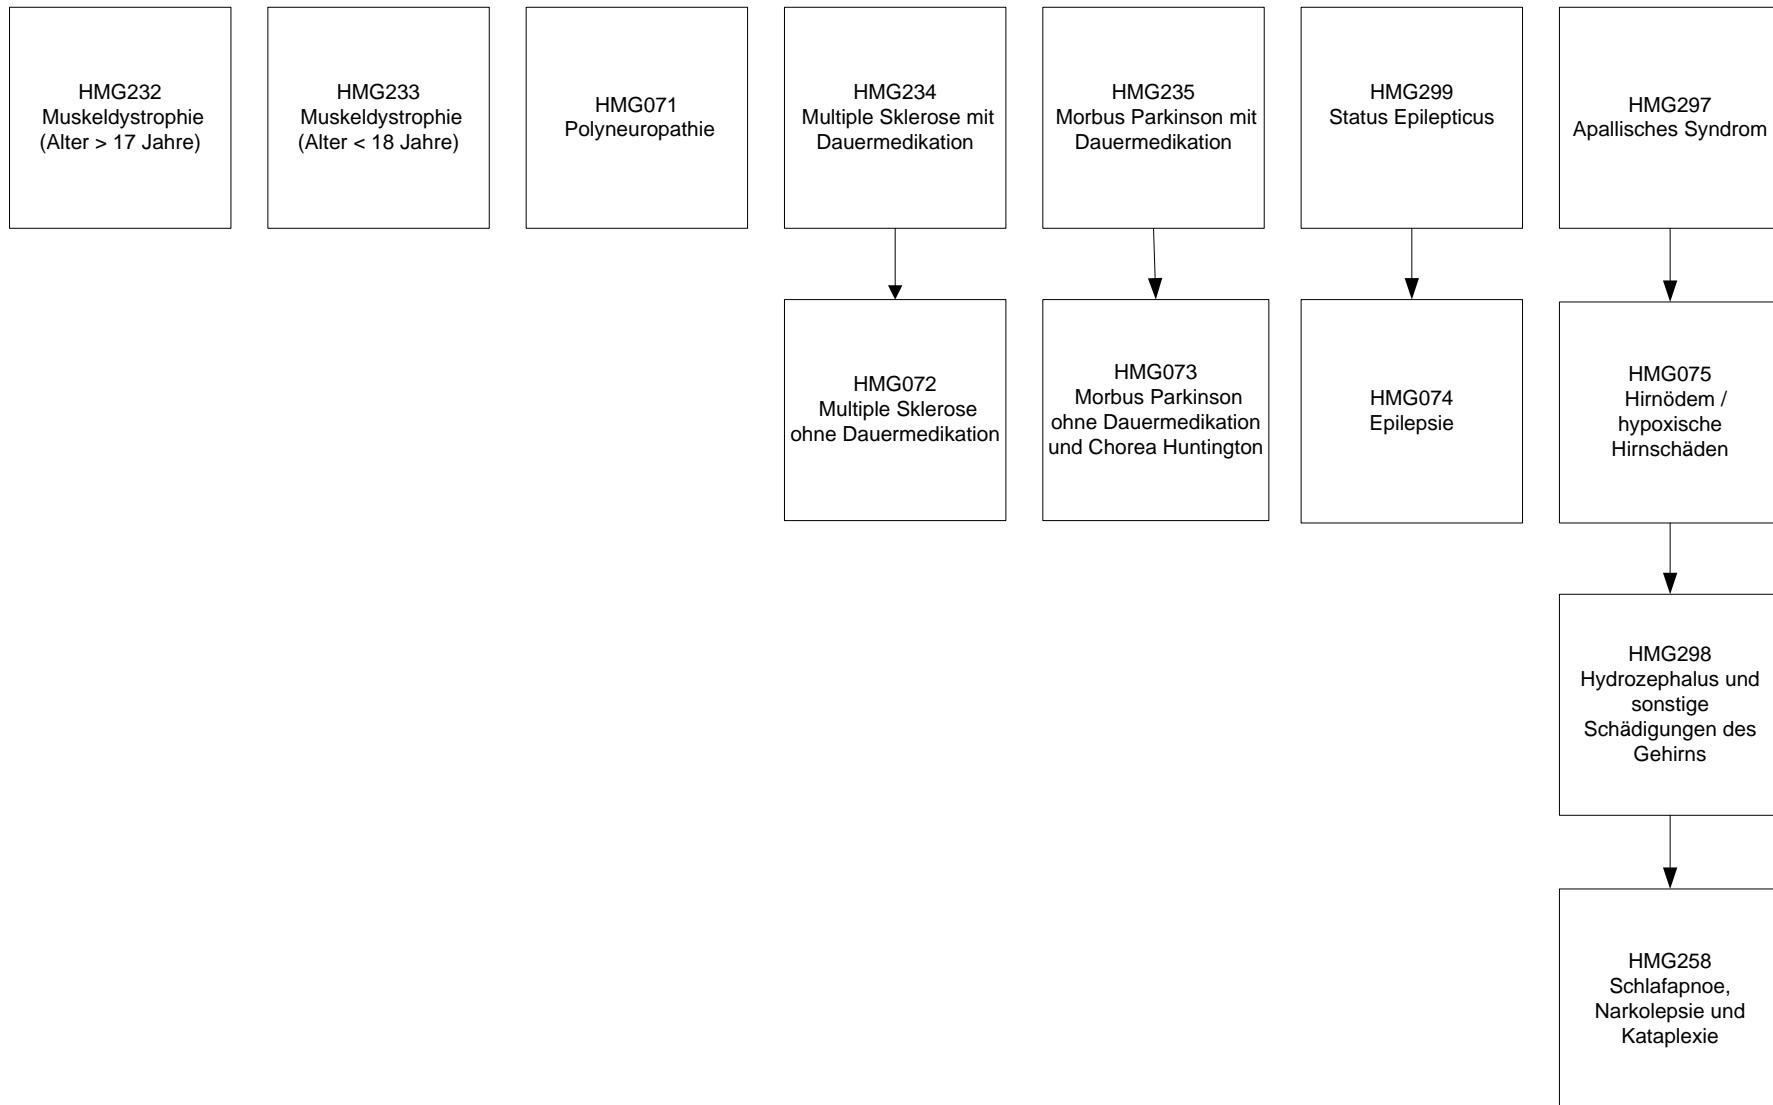 HMG232
Muskeldystrophie
(Alter > 17 Jahre)
HMG233
Muskeldystrophie
(Alter < 18 Jahre)
HMG071
Polyneuropathie
HMG234
Multiple Sklerose mit
Dauermedikation
HMG235
Morbus Parkinson mit
Dauermedikation
HMG299
Status Epilepticus
HMG297
Apallisches Syndrom
HMG072
Multiple Sklerose
ohne Dauermedikation
HMG073
Morbus Parkinson
ohne Dauermedikation
und Chorea Huntington
HMG074
Epilepsie
HMG075
Hirnödem /
hypoxische
Hirnschäden
HMG298
Hydrozephalus und
sonstige
Schädigungen des
Gehirns
HMG258
Schlafapnoe,
Narkolepsie und
Kataplexie